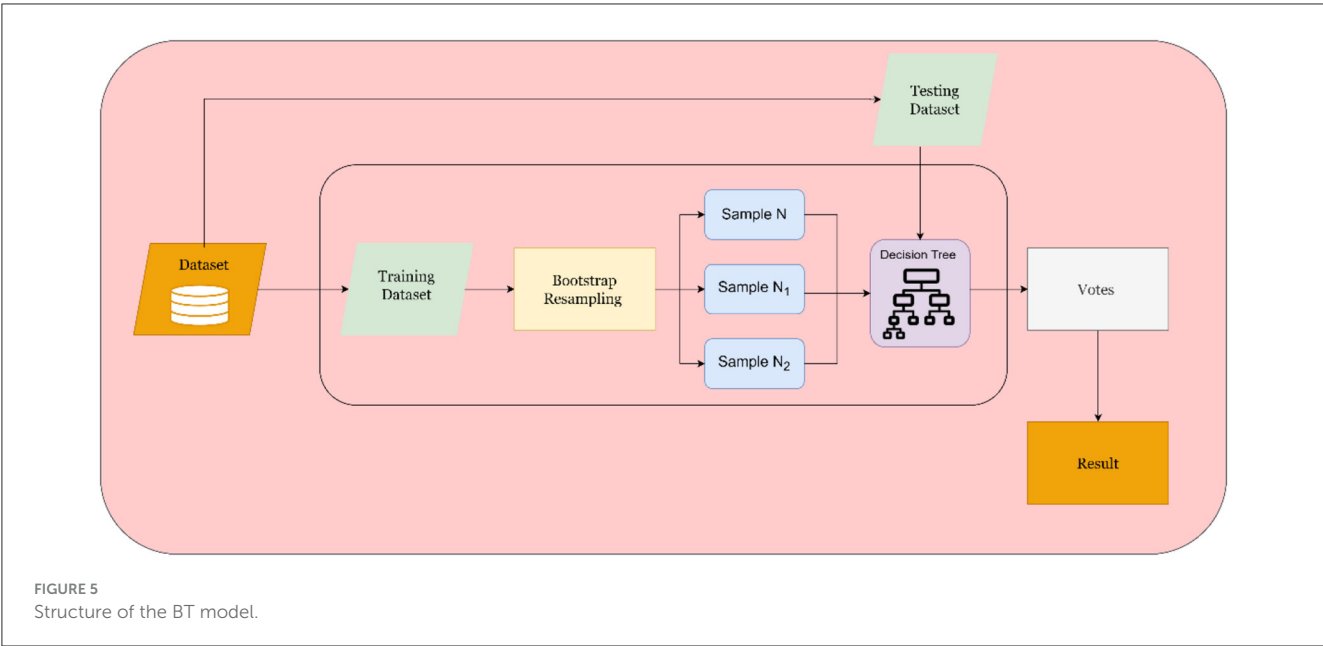 Testing
Dataset
Dataset
Training
Dataset
Bootstrap
Resampling
Sample N
Sample N1
Sample N2
Decision Tree
Votes
Result
FIGURE 5
Structure of the BT model.